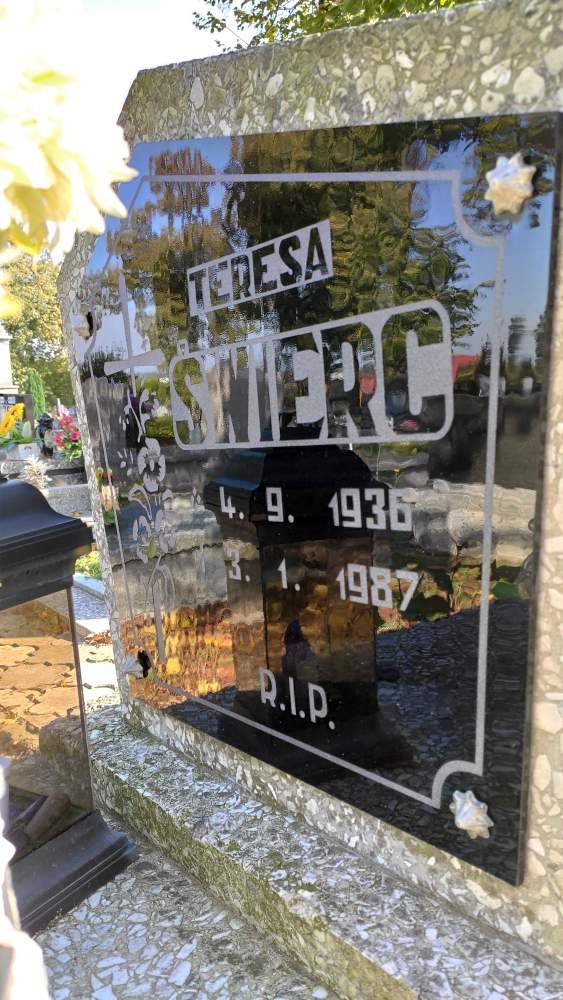 TERESA
ŚWIERC
4. 9. 1936
3. 1. 1987
R.I.P.